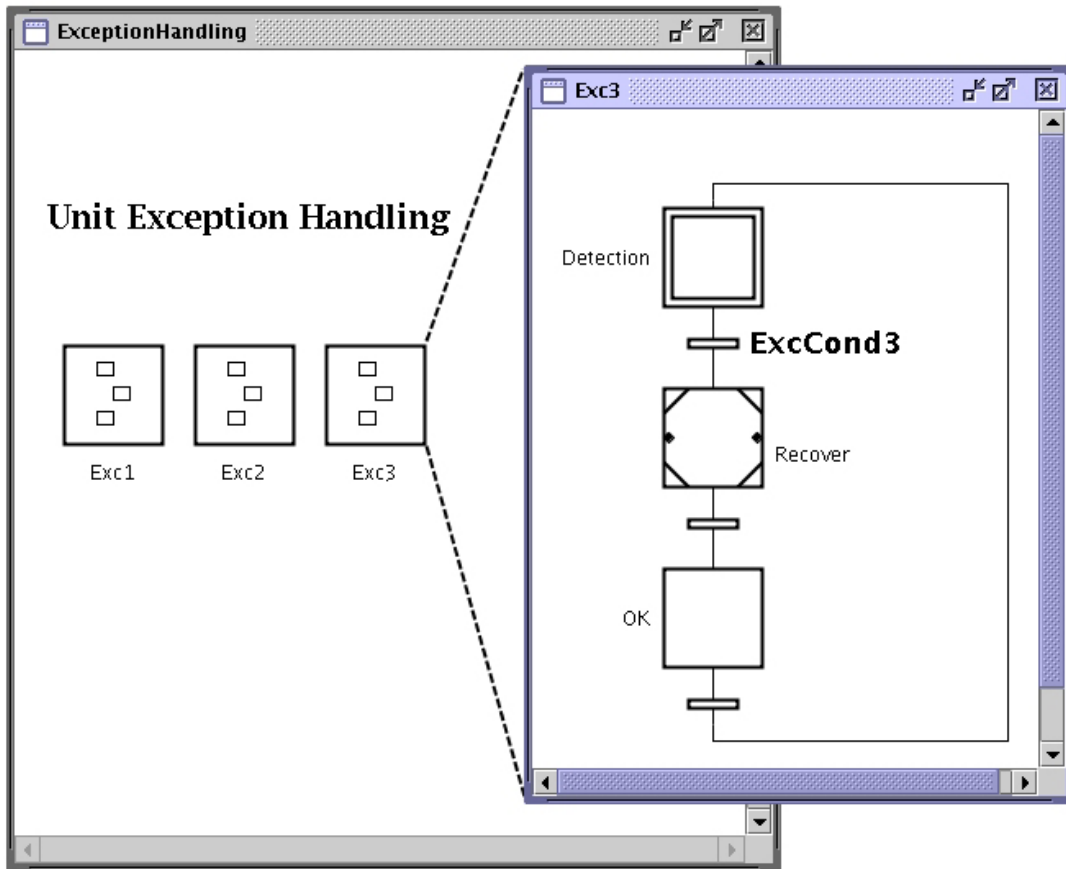 ExceptionHandling
Unit Exception Handling
Exc1
Exc2
Exc3
Exc3
Detection
ExcCond3
Recover
OK